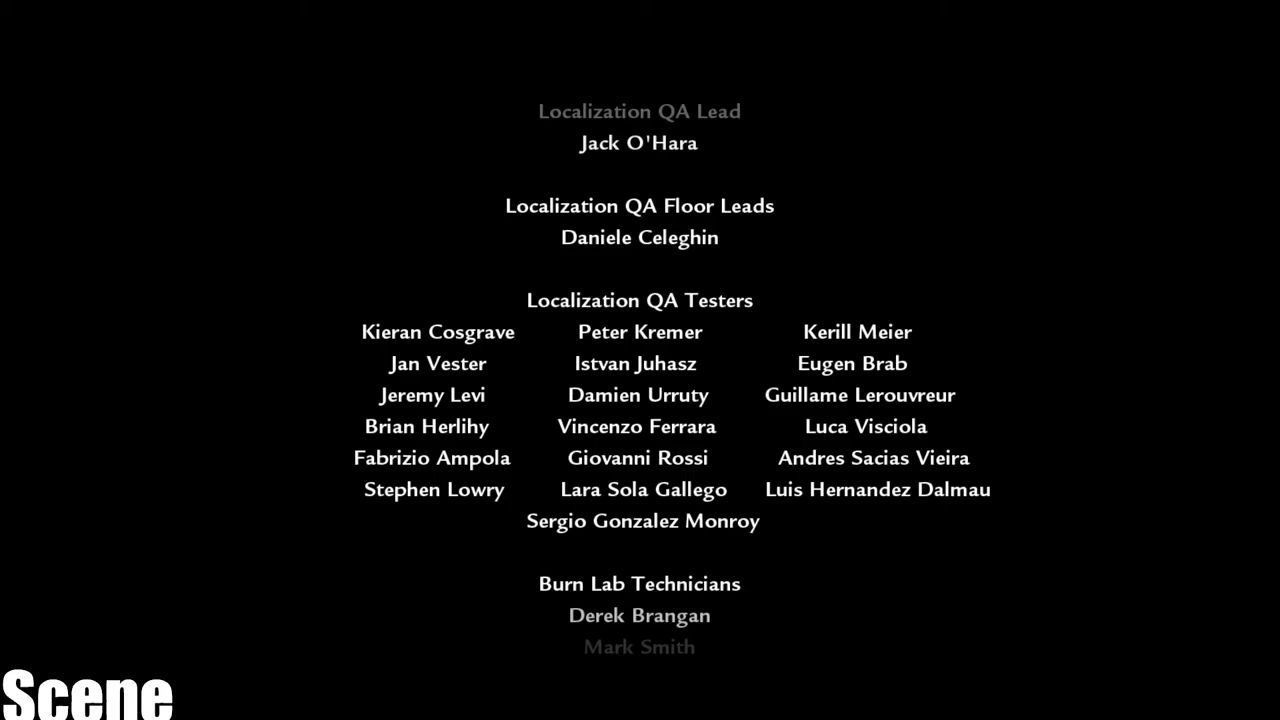 Localization QA Lead
Jack O'Hara
Localization QA Floor Leads
Daniele Celeghin
Localization QA Testers
Kieran Cosgrave Peter Kremer Kerill Meier
Jan Vester Istvan Juhasz Eugen Brab
Jeremy Levi Damien Urruty Guillame Lerouvreur
Brian Herlihy Vincenzo Ferrara Luca Visciola
Fabrizio Ampola Giovanni Rossi Andres Sacias Vieira
Stephen Lowry Lara Sola Gallego Luis Hernandez Dalmau
Sergio Gonzalez Monroy
Burn Lab Technicians
Derek Brangan
Mark Smith
Scene